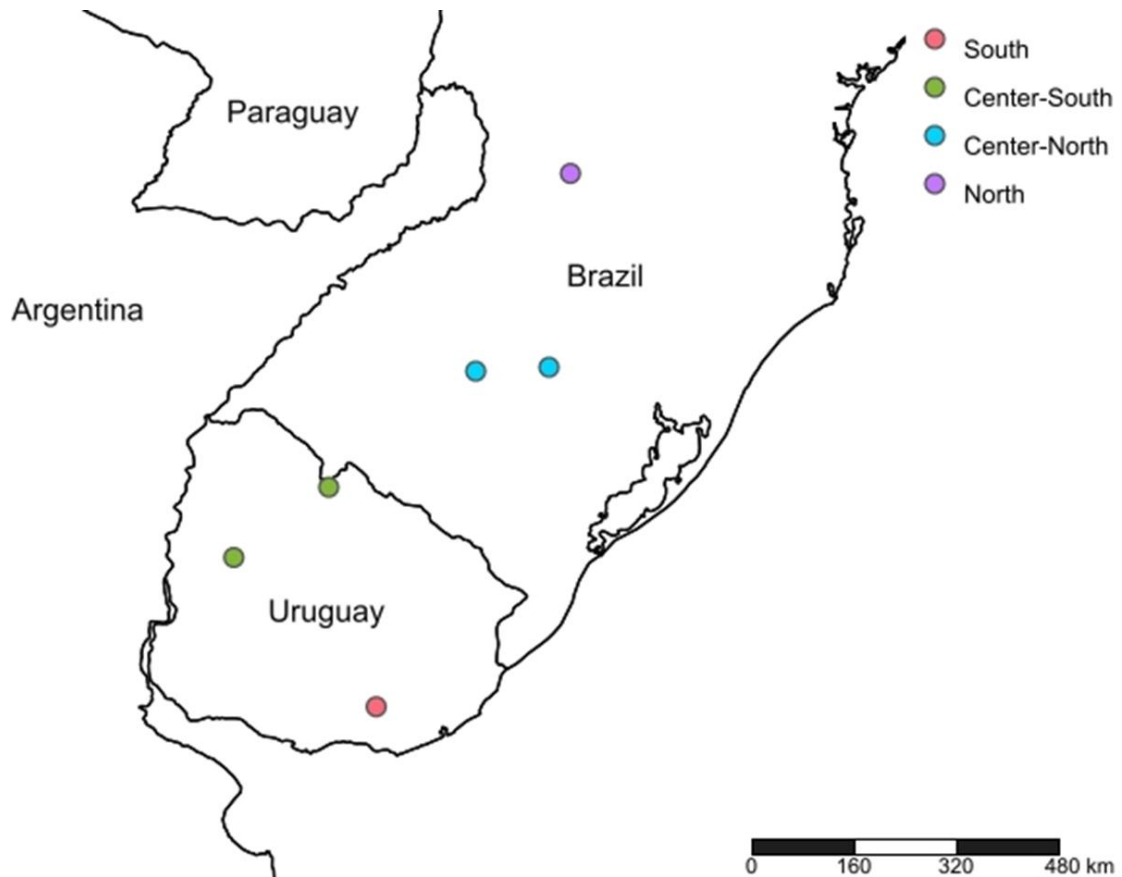 South
Paraguay
Center-South
Center-North
North
Brazil
Argentina
Uruguay
0 160 320 480 km